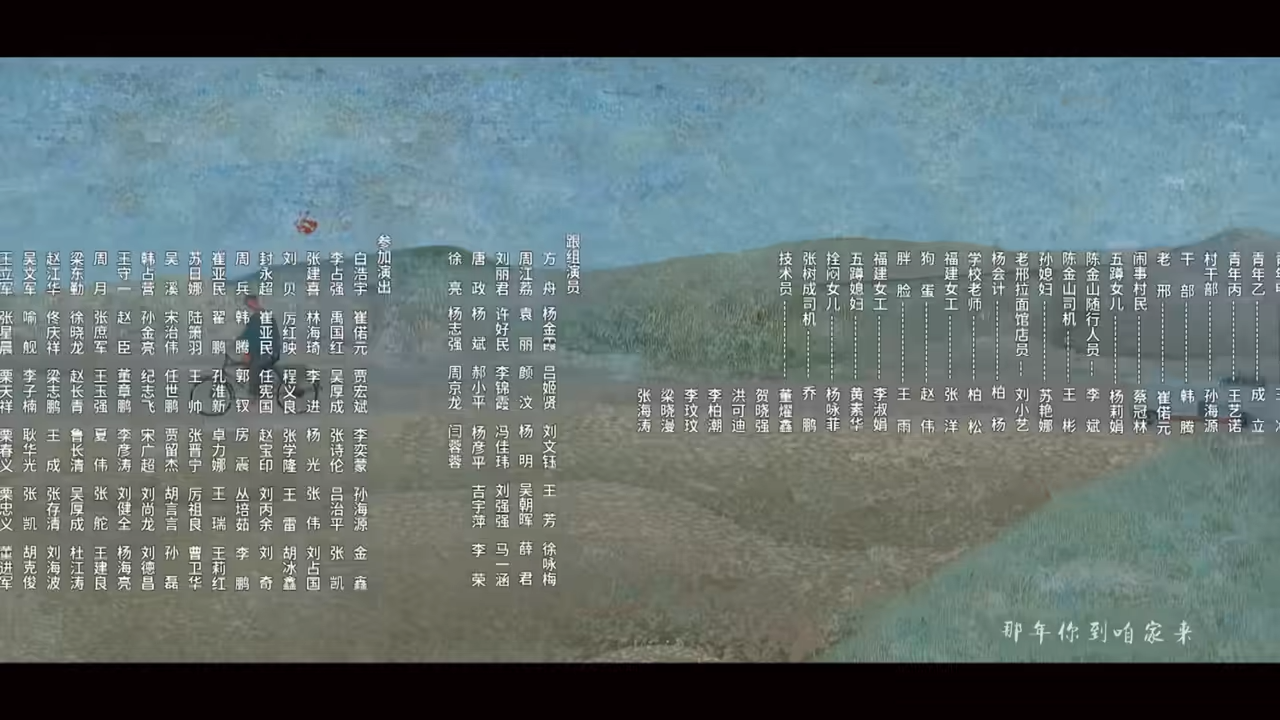 青年乙 成立
青年丙 王艺诺
村干部 孙海源
干部 韩腾
老邢 崔佰元
闹事村民 蔡冠林
五蹲女儿 杨莉娟
陈金山随行人员 李斌
陈金山司机 王彬
孙媳妇 苏艳娜
老邢拉面馆店员 刘小艺
杨会计 柏杨
学校老师 柏松
福建女工 张洋
狗蛋 赵伟
胖脸 王雨
福建女工 李淑娟
五蹲媳妇 黄素华
拴闷女儿 杨咏菲
张树成司机 乔鹏
技术员 董燿鑫
贺晓强
洪可迪
李柏潮
李玟玟
梁晓漫
张海涛
跟组演员
方舟 杨金霞 吕姬贤 刘文钰 王芳 徐咏梅
周江荔 袁丽 颜汶 杨明 吴朝晖 薛君
刘丽君 许好民 李锦霞 冯佳玮 刘强强 马一涵
唐政 杨斌 郝小平 杨彦平 吉宇萍 李荣
徐亮 杨志强 周京龙 闫蓉蓉
参加演出
白浩宇 崔佰元 贾宏斌 李奕蒙 孙海源 金鑫
李占强 禹国红 吴厚成 张诗伦 吕治平 张凯
张建喜 林海琦 李进 杨光 张伟 刘占国
刘贝 厉红映 程义良 张学隆 王雷 胡冰鑫
封永超 崔亚民 任英国 赵宝印 刘丙余 刘奇
周兵 韩腾 郭钗 房震 丛培茹 李鹏
崔亚民 翟鹏 孔淮新 卓力娜 王瑞 王莉红
苏日娜 陆箫羽 王帅 张晋宁 厉祖良 曹卫华
吴溪 宋治伟 任世鹏 贾留杰 胡言言 孙磊
韩占营 孙金亮 纪志飞 宋广超 刘尚龙 刘德昌
王守一 赵臣 董章鹏 李彦涛 刘健全 杨海亮
周月 张庶军 王玉强 夏伟 张舵 王建良
梁东勤 徐晓龙 赵长青 鲁长清 吴厚成 杜江涛
赵江华 佟庆祥 梁志鹏 王成 张存清 刘海波
吴文军 喻舰 李子楠 耿华光 张凯 胡克俊
王立军 张星晨 栗天祥 栗春义 栗忠义 董进军
那年你到咱家来